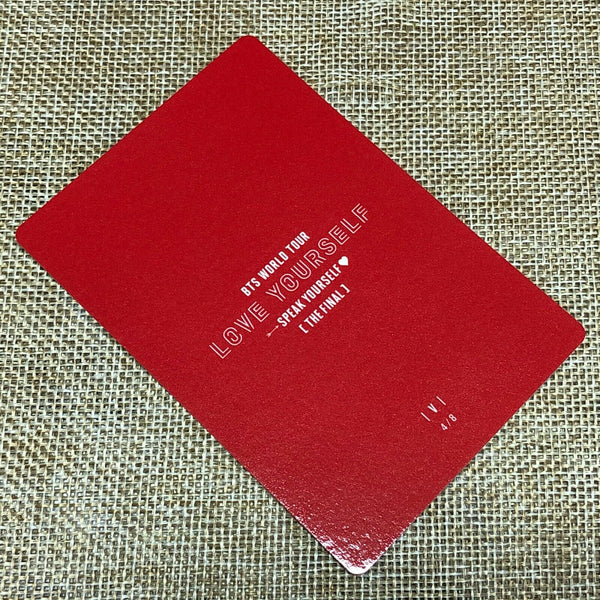 BTS WORLD TOUR
LOVE YOURSELF
SPEAK YOURSELF
[ THE FINAL ]
| V |
4/8